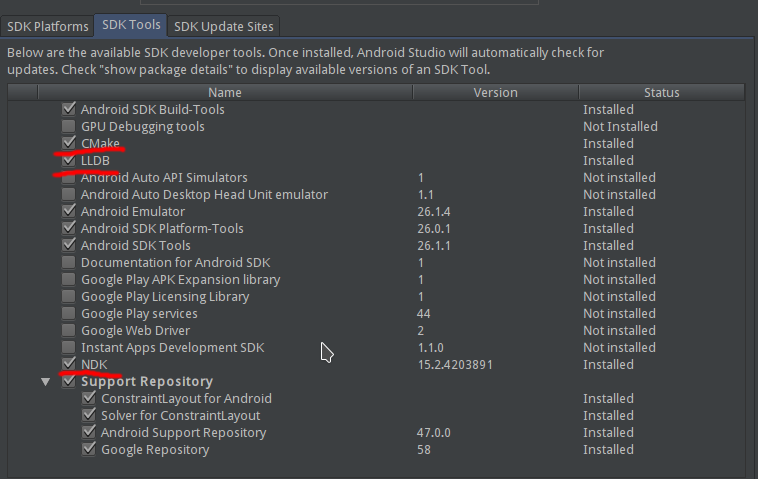 SDK Platforms SDK Tools SDK Update Sites
Below are the available SDK developer tools. Once installed, Android Studio will automatically check for
updates. Check "show package details" to display available versions of an SDK Tool.
Name Version Status
Android SDK Build-Tools Installed
GPU Debugging tools Not Installed
CMake Installed
LLDB Installed
Android Auto API Simulators 1 Not installed
Android Auto Desktop Head Unit emulator 1.1 Not installed
Android Emulator 26.1.4 Installed
Android SDK Platform-Tools 26.0.1 Installed
Android SDK Tools 26.1.1 Installed
Documentation for Android SDK 1 Not installed
Google Play APK Expansion library 1 Not installed
Google Play Licensing Library 1 Not installed
Google Play services 44 Not installed
Google Web Driver 2 Not installed
Instant Apps Development SDK 1.1.0 Not installed
NDK 15.2.4203891 Installed
Support Repository
ConstraintLayout for Android Installed
Solver for ConstraintLayout Installed
Android Support Repository 47.0.0 Installed
Google Repository 58 Installed